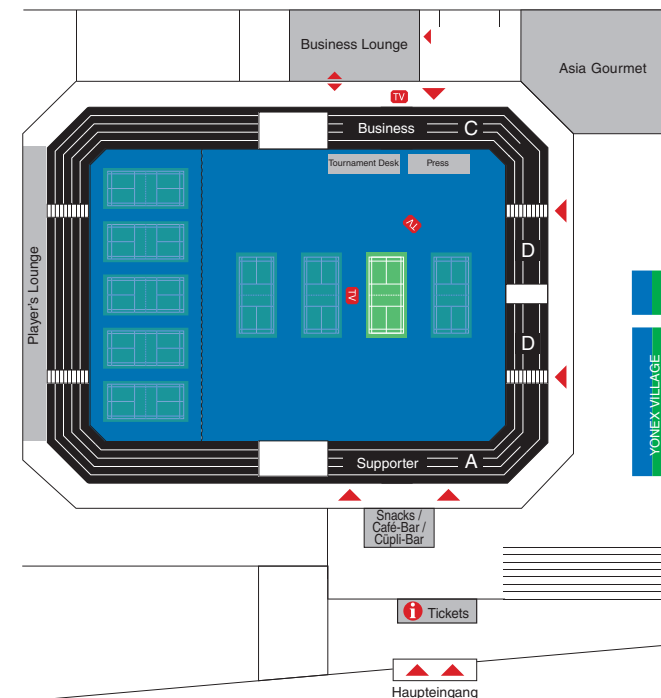 Business Lounge
Asia Gourmet
TV
Business C
Tournament Desk Press
TV
Player's Lounge
D
TV
D
YONEX VILLAGE
Supporter A
Snacks /
Café-Bar /
Cüpli-Bar
i Tickets
Haupteingang